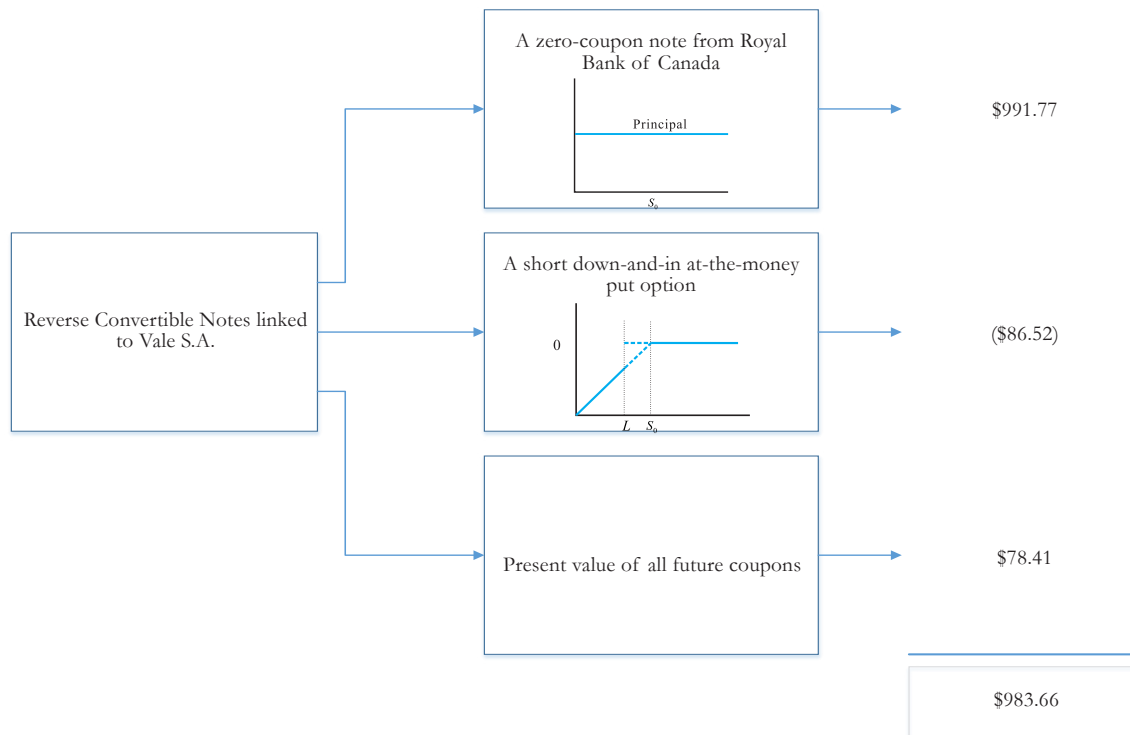 A zero-coupon note from Royal
Bank of Canada
Principal
S₀
$991.77
Reverse Convertible Notes linked
to Vale S.A.
A short down-and-in at-the-money
put option
0
L
S₀
($86.52)
Present value of all future coupons
$78.41
$983.66